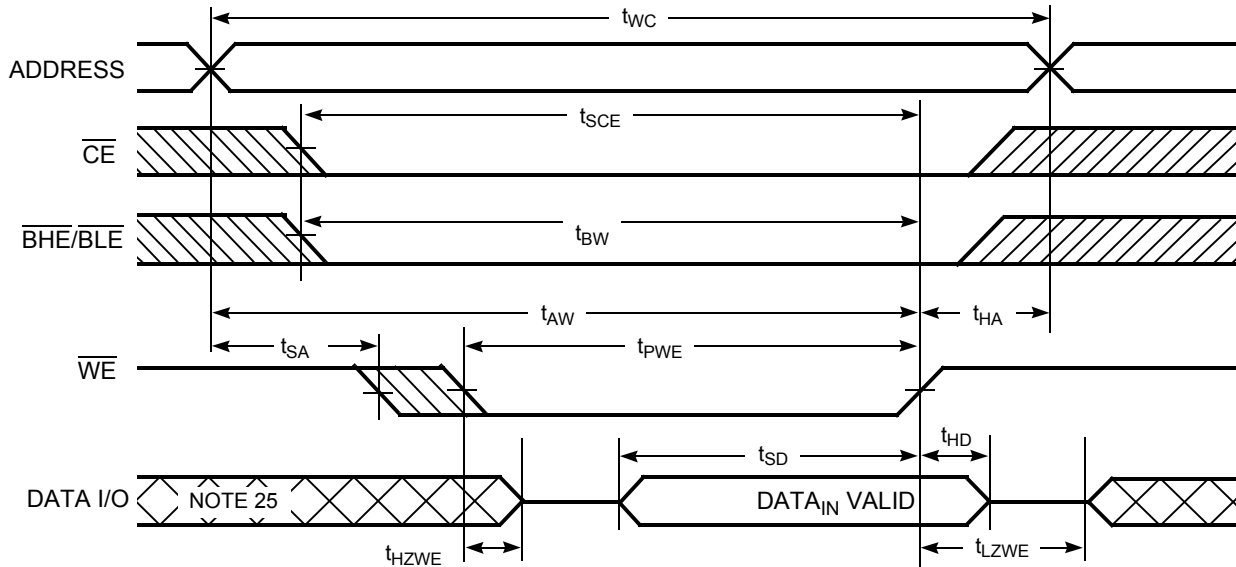 tWC
ADDRESS
tSCE
CE
BHE/BLE
tBW
tAW
tHA
tSA
tPWE
WE
tHD
tSD
DATA I/O
NOTE 25
DATAIN VALID
tHZWE
tLZWE